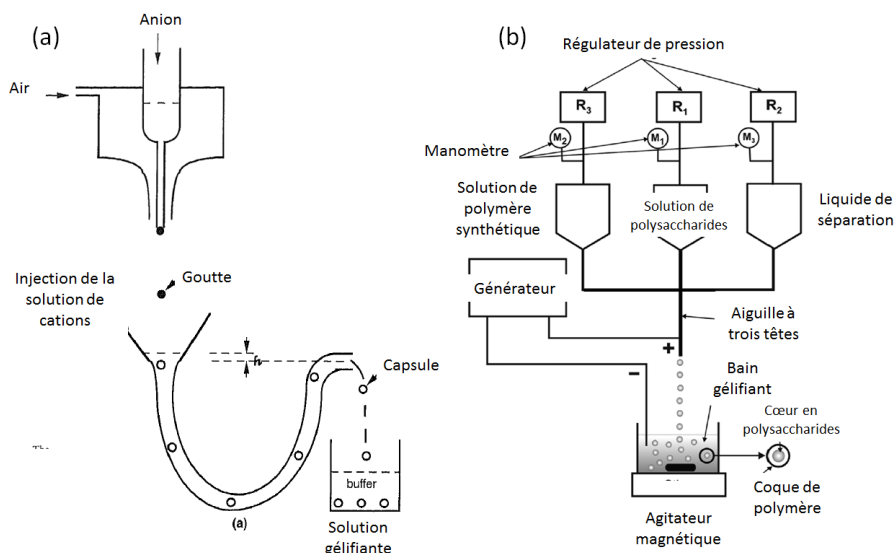 (a)
Anion
Air
Injection de la
solution de
cations
Goutte
h
Capsule
buffer
(a)
Solution
gélifiante
(b)
Régulateur de pression
R3
R1
R2
M2
M1
M3
Manomètre
Solution de
polymère
synthétique
Solution de
polysaccharides
Liquide de
séparation
Générateur
Aiguille à
trois têtes
+
−
Bain
gélifiant
Cœur en
polysaccharides
Coque de
polymère
Agitateur
magnétique